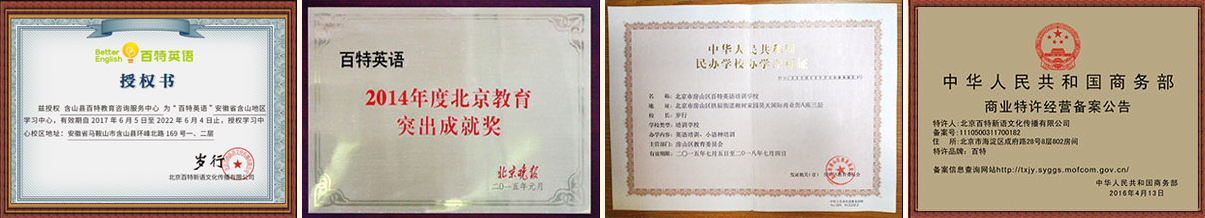 Better
English
百特英语
授权书
兹授权 含山县百特教育咨询服务中心 为“百特英语”安徽省含山地区
学习中心，有效期自2017年6月5日至2022年6月4日止，授权学习中
心校区地址：安徽省马鞍山市含山县环峰北路169号一、二层
岁行
北京百特新语文化传播有限公司
百特英语
2014年度北京教育
突出成就奖
北京晚报
二〇一五年元月
中华人民共和国
民办学校办学许可证
名 称：北京市房山区百特英语培训学校
校 长：罗行
学校类型：培训学校
办学内容：英语培训、小语种培训
主管部门：房山区教育委员会
有效期限：二〇一五年七月五日至二〇一八年七月四日
发证机关（章）
中华人民共和国商务部
商业特许经营备案公告
特许人：北京百特新语文化传播有限公司
备案号：1110500311700182
住 所：北京市海淀区成府路28号8层802房间
特许品牌：百特
备案信息查询网站http://txjy.syggs.mofcom.gov.cn/
中华人民共和国商务部
2016年4月13日